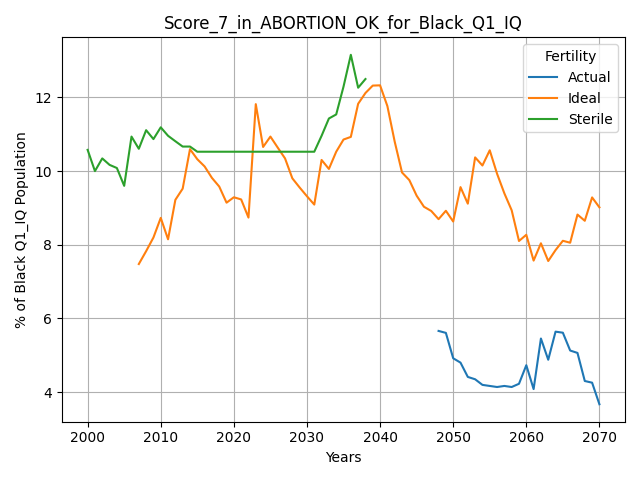 Score_7_in_ABORTION_OK_for_Black_Q1_IQ
% of Black Q1_IQ Population
12
10
8
6
4
Fertility
Actual
Ideal
Sterile
2000 2010 2020 2030 2040 2050 2060 2070
Years